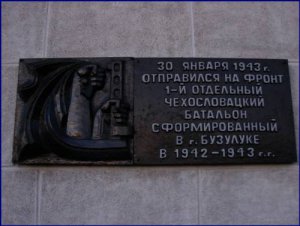 30 ЯНВАРЯ 1943 г.
ОТПРАВИЛСЯ НА ФРОНТ
1-Й ОТДЕЛЬНЫЙ
ЧЕХОСЛОВАЦКИЙ
БАТАЛЬОН
СФОРМИРОВАННЫЙ
В г. БУЗУЛУКЕ
В 1942-1943 г.г.